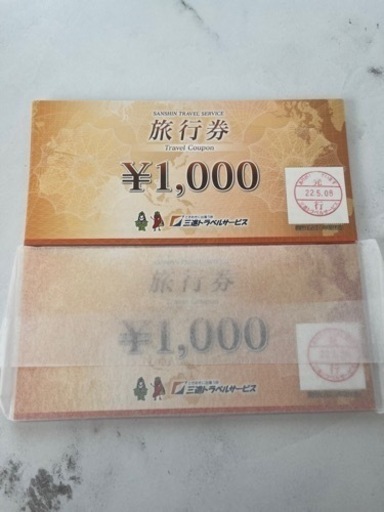 SANSHIN TRAVEL SERVICE
旅行券
Travel Coupon
¥1,000
22.5.06
三進トラベルサービス
旅行券
¥1,000
三進トラベルサービス